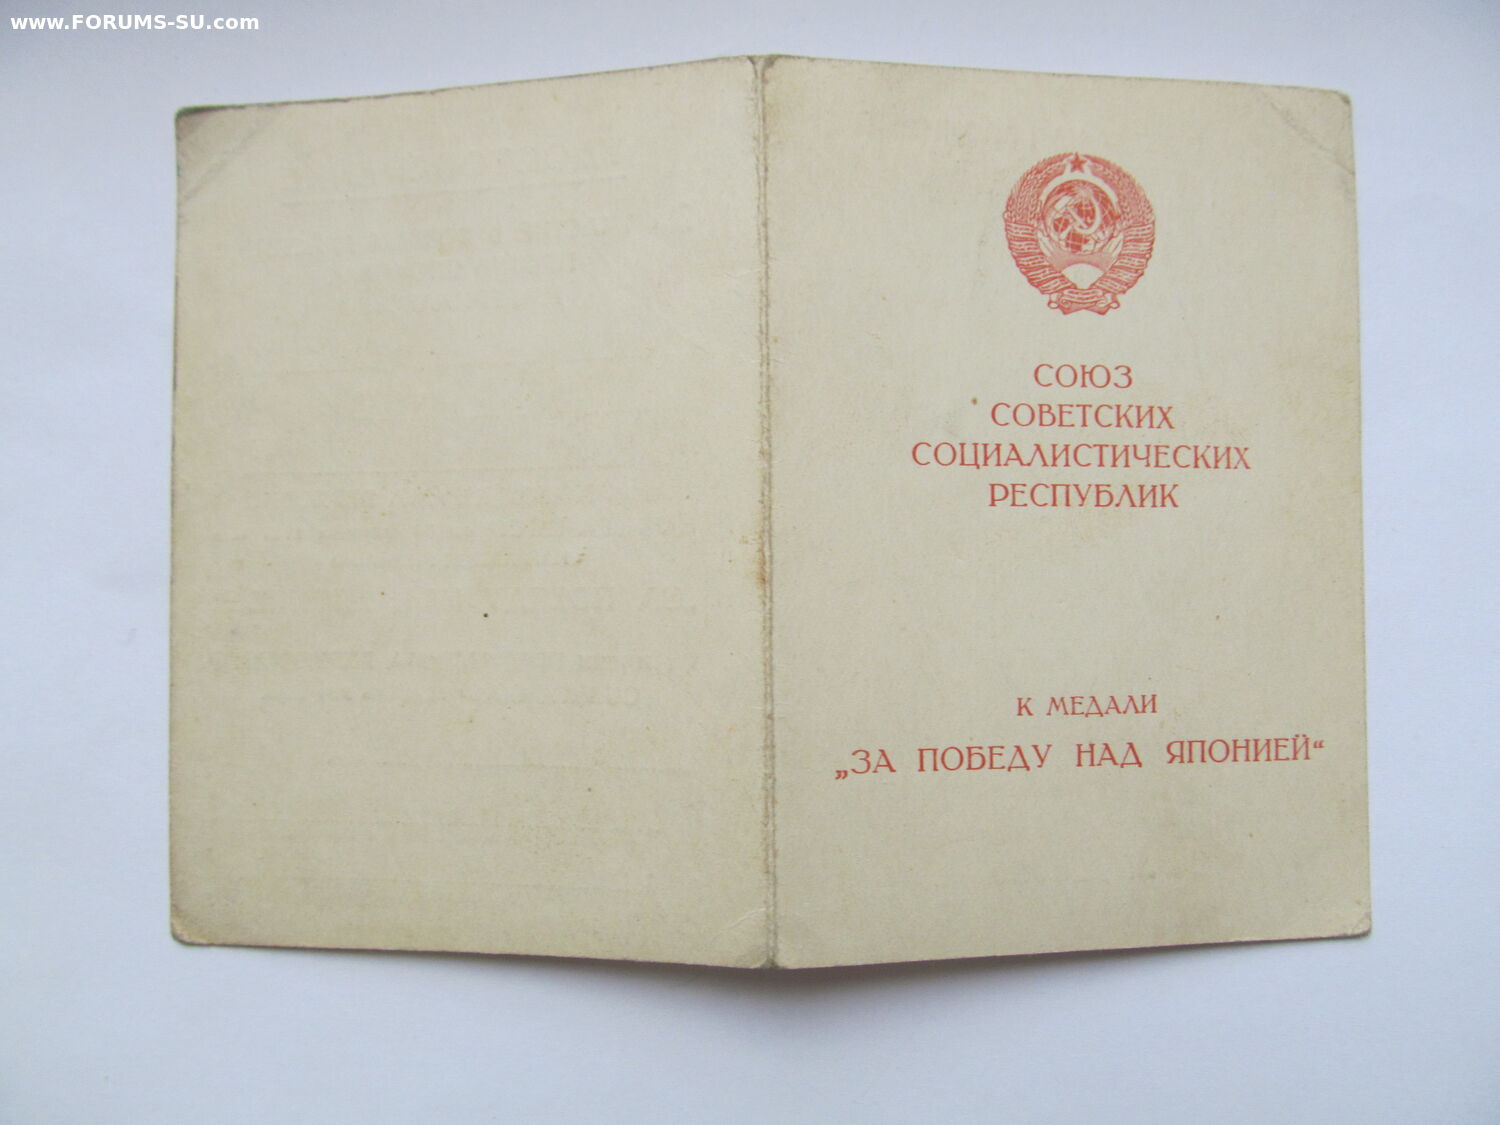 www.FORUMS-SU.com
СОЮЗ
СОВЕТСКИХ
СОЦИАЛИСТИЧЕСКИХ
РЕСПУБЛИК
К МЕДАЛИ
„ЗА ПОБЕДУ НАД ЯПОНИЕЙ“